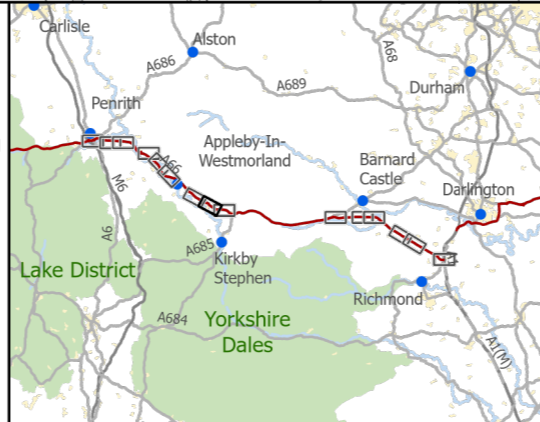 Carlisle
Alston
A686
A68
A689
Durham
Penrith
Appleby-In-
Westmorland
A66
Barnard
Castle
Darlington
M6
A6
A685
Kirkby
Stephen
Lake District
Richmond
A684
Yorkshire
Dales
A1(M)